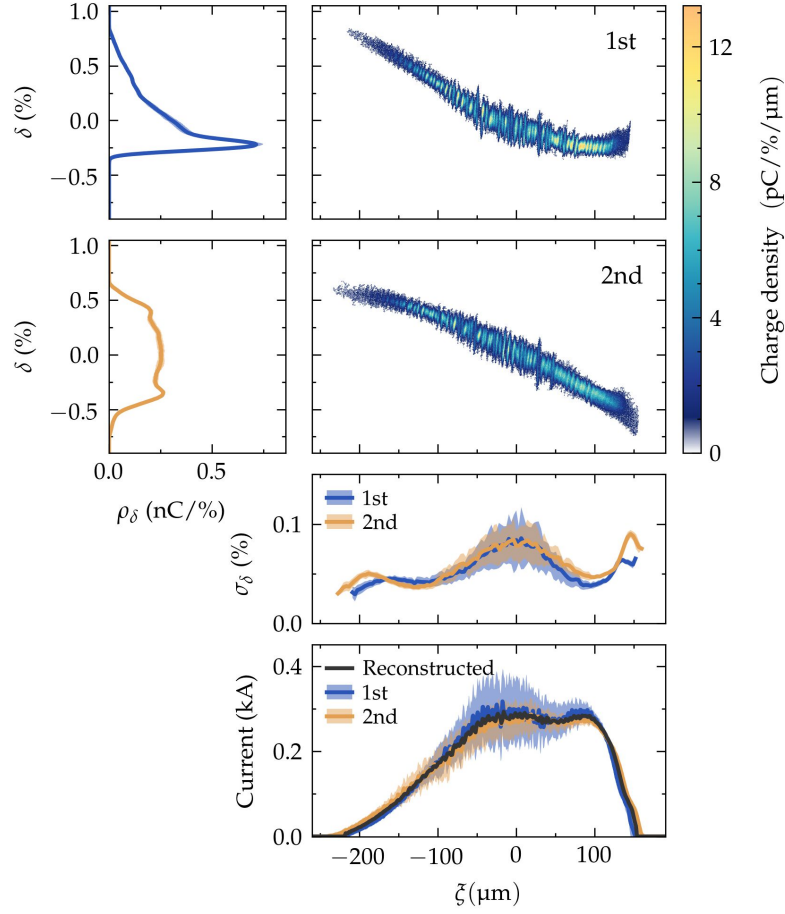 1.0
0.5
0.0
−0.5
δ (%)
1st
12
8
4
0
Charge density (pC/%/µm)
1.0
0.5
0.0
−0.5
δ (%)
2nd
0.0
0.5
ρδ (nC/%)
1st
2nd
0.1
0.0
σδ (%)
Reconstructed
1st
2nd
0.4
0.2
0.0
Current (kA)
−200
−100
0
100
ξ(µm)